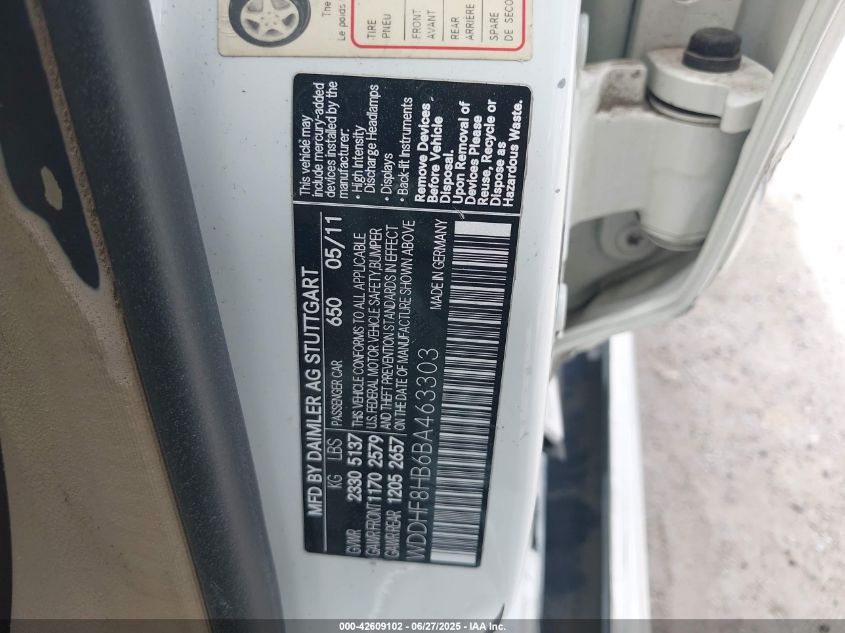 The
Le poids
TIRE
PNEU
FRONT
AVANT
REAR
ARRIÈRE
SPARE
DE SECO
MFD BY DAIMLER AG STUTTGART
KG LBS PASSENGER CAR 650 05/11
GVWR 2330 5137
GAWR FRONT 1170 2579
GAWR REAR 1205 2657
THIS VEHICLE CONFORMS TO ALL APPLICABLE
U.S. FEDERAL MOTOR VEHICLE SAFETY, BUMPER
AND THEFT PREVENTION STANDARDS IN EFFECT
ON THE DATE OF MANUFACTURE SHOWN ABOVE
MADE IN GERMANY
WDDHF8HB6BA463303
This vehicle may
include mercury-added
devices installed by the
manufacturer:
• High Intensity
Discharge Headlamps
• Displays
• Back-lit Instruments
Remove Devices
Before Vehicle
Disposal.
Upon Removal of
Devices Please
Reuse, Recycle or
Dispose as
Hazardous Waste.
000-42609102 - 06/27/2025 - IAA Inc.